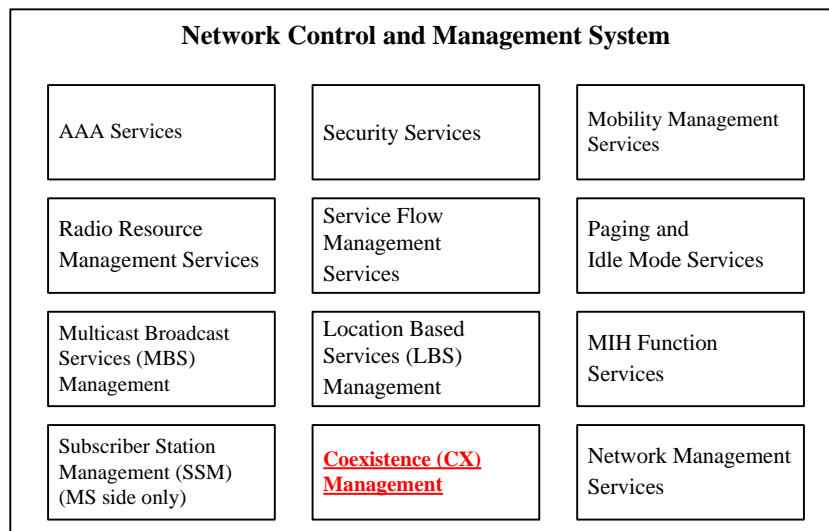 Network Control and Management System
AAA Services
Security Services
Mobility Management
Services
Radio Resource
Management Services
Service Flow
Management
Services
Paging and
Idle Mode Services
Multicast Broadcast
Services (MBS)
Management
Location Based
Services (LBS)
Management
MIH Function
Services
Subscriber Station
Management (SSM)
(MS side only)
Coexistence (CX)
Management
Network Management
Services